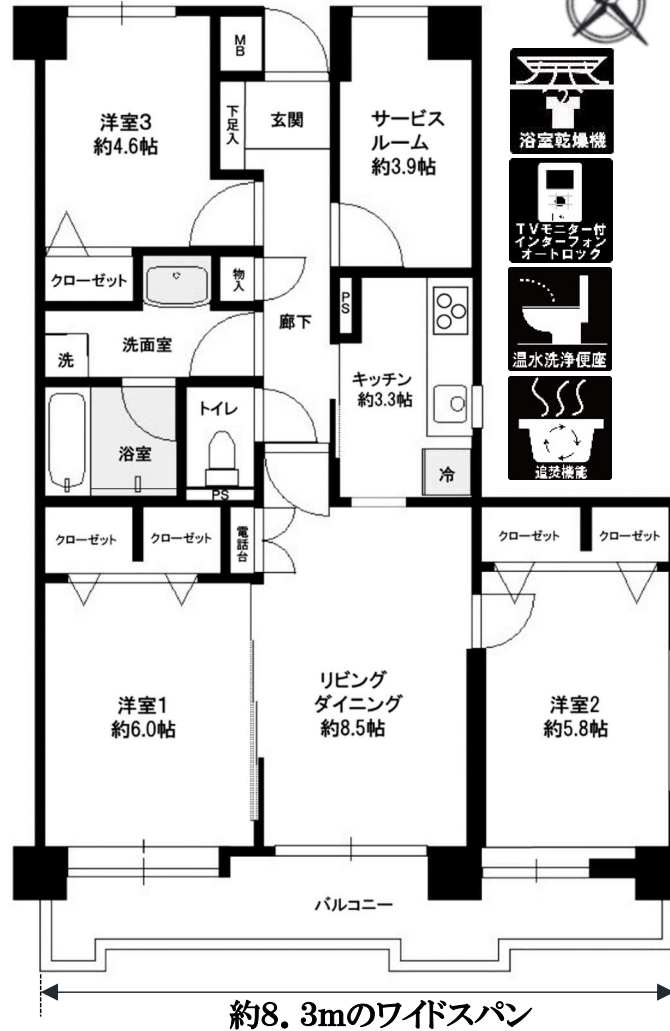 MB
洋室3
約4.6帖
下足入
玄関
サービス
ルーム
約3.9帖
浴室乾燥機
TVモニター付
インターフォン
オートロック
クローゼット
物入
PS
廊下
洗面室
洗
キッチン
約3.3帖
温水洗浄便座
トイレ
浴室
冷
追焚機能
PS
クローゼット
クローゼット
電話台
クローゼット
クローゼット
洋室1
約6.0帖
リビング
ダイニング
約8.5帖
洋室2
約5.8帖
バルコニー
約8.3mのワイドスパン